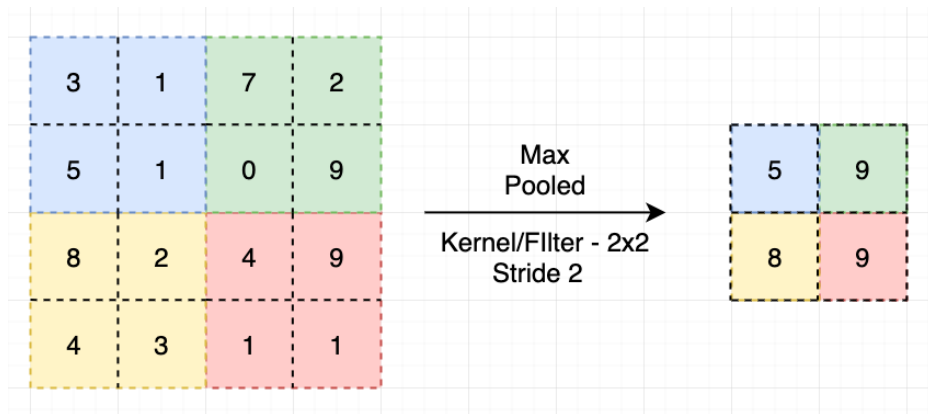 3 1 7 2
5 1 0 9
8 2 4 9
4 3 1 1
Max
Pooled
Kernel/FIlter - 2x2
Stride 2
5 9
8 9